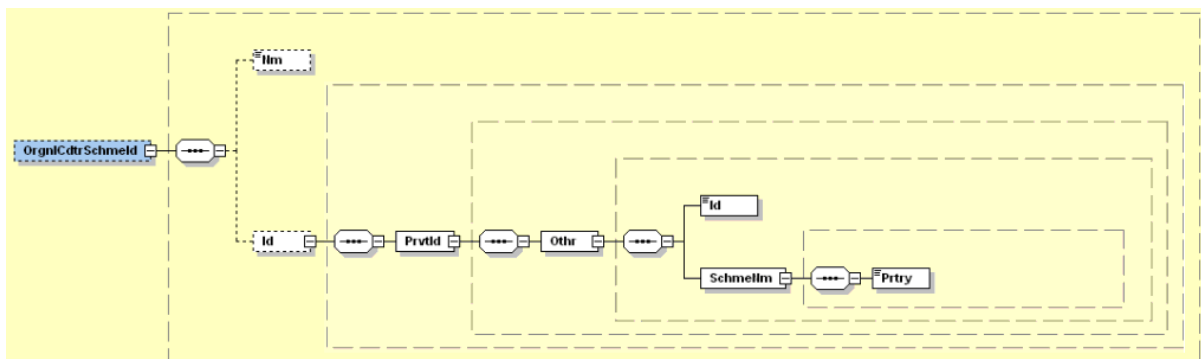 Nm
OrgnlCdtrSchmeId
Id
PrvtId
Othr
Id
SchmeNm
Prtry